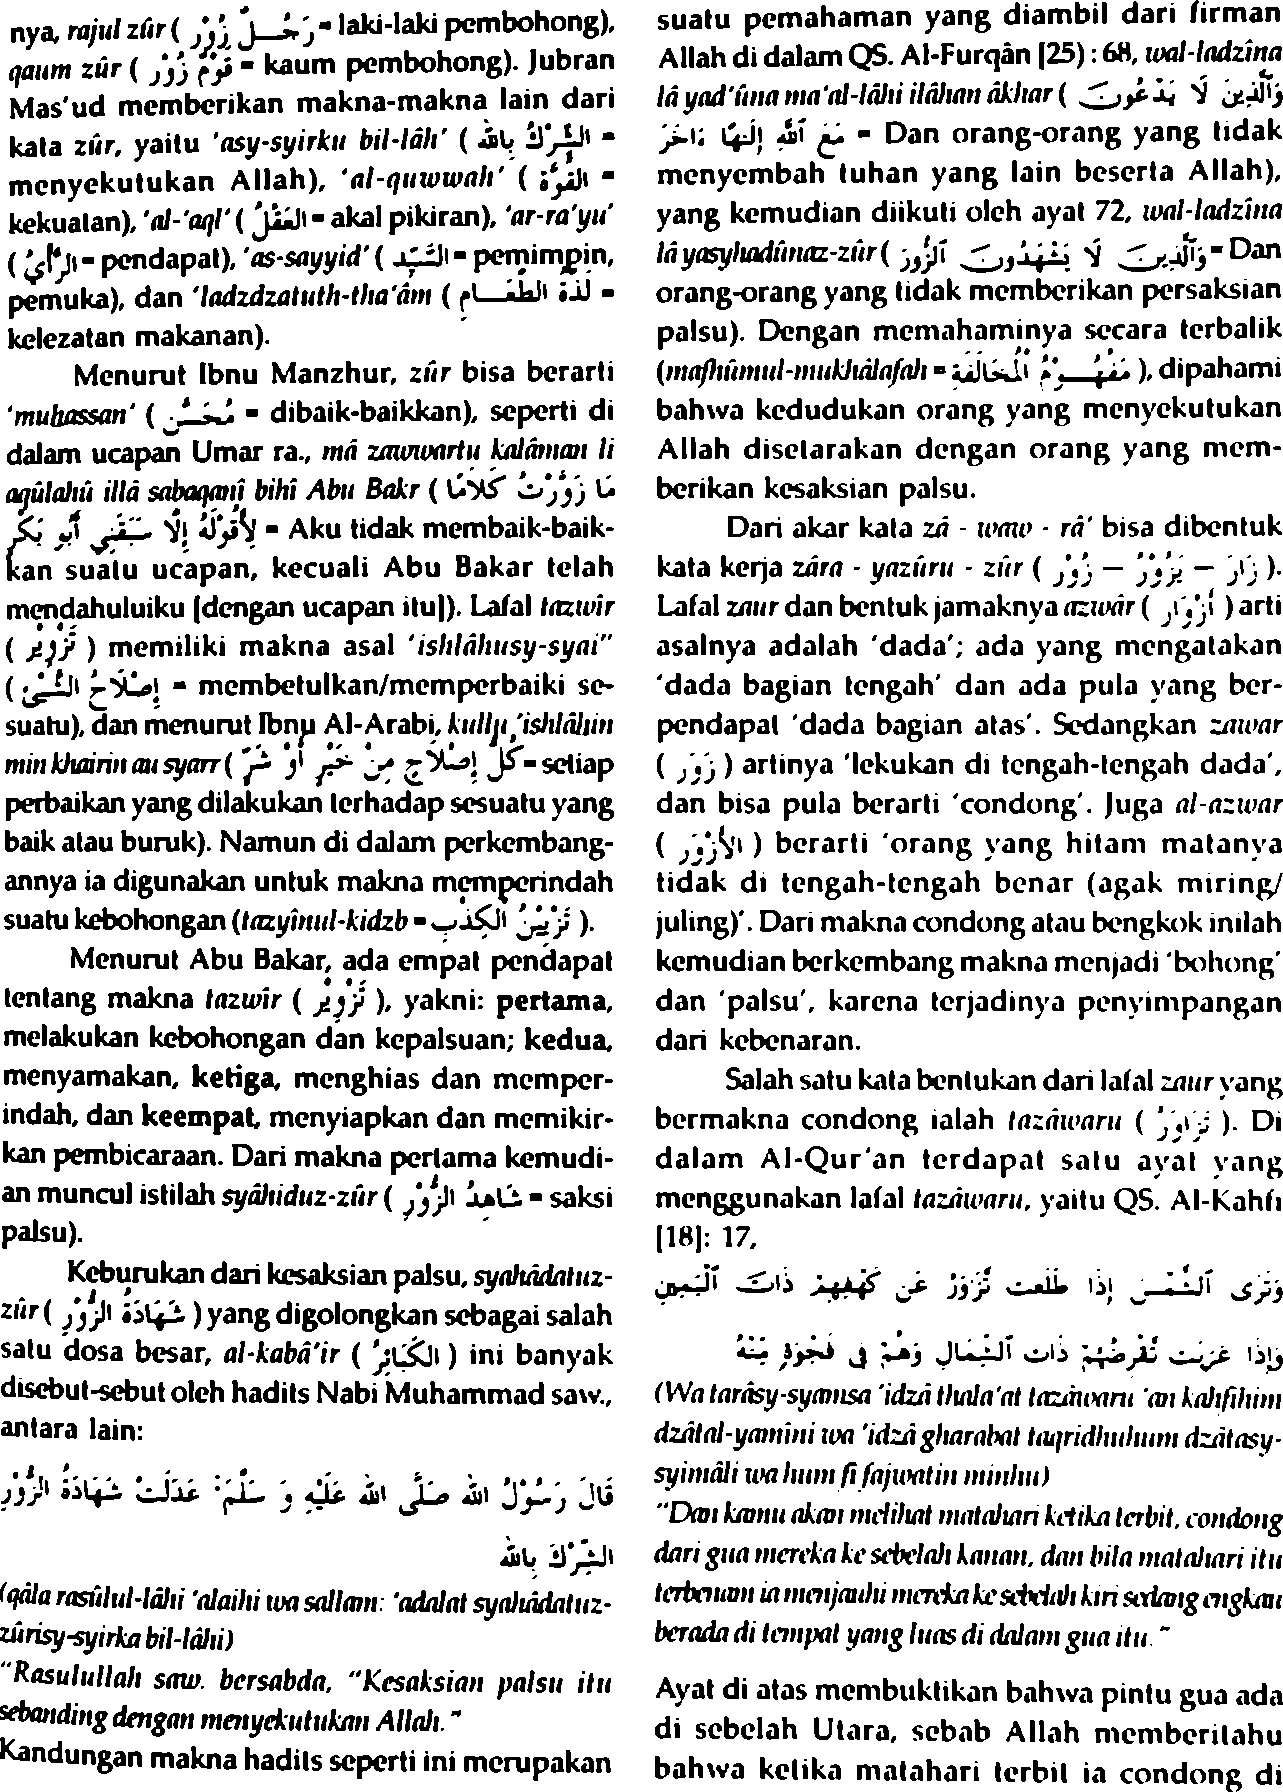 nya, rajul zûr ( رَجُلٌ زُوْرٌ = laki-laki pembohong),
qaum zûr ( قَوْمٌ زُوْرٌ = kaum pembohong). Jubran
Mas'ud memberikan makna-makna lain dari
kata zûr, yaitu 'asy-syirku bil-lâh' ( الشِّرْكُ بِاللهِ =
menyekutukan Allah), 'al-quwwah' ( القُوَّةُ =
kekuatan), 'al-'aql' ( العَقْلُ = akal pikiran), 'ar-ra'yu'
( الرَّأْيُ = pendapat), 'as-sayyid' ( السَّيِّد = pemimpin,
pemuka), dan 'ladzdzatuth-tha'âm ( لَذَّةُ الطَّعَـام =
kelezatan makanan).
Menurut Ibnu Manzhur, zûr bisa berarti
'muhassan' ( مُحَسَّن = dibaik-baikkan), seperti di
dalam ucapan Umar ra., mâ zawwartu kalâman li
aqûlahû illâ sabaqanî bihî Abu Bakr ( مَا زَوَّرْتُ كَلَامًا
لِأَقُوْلَهُ إِلَّا سَبَقَنِي أَبُو بَكْرٍ = Aku tidak membaik-baik-
kan suatu ucapan, kecuali Abu Bakar telah
mendahuluiku [dengan ucapan itu]). Lafal tazwîr
( تَزْوِيْر ) memiliki makna asal 'ishlâhusy-syai"
( إِصْلَاحُ الشَّىْءِ = membetulkan/memperbaiki se-
suatu), dan menurut Ibnu Al-Arabi, kullu 'ishlâhin
min khairin au syarr ( كُلُّ إِصْلَاحٍ مِنْ خَيْرٍ أَوْ شَرٍّ = setiap
perbaikan yang dilakukan terhadap sesuatu yang
baik atau buruk). Namun di dalam perkembang-
annya ia digunakan untuk makna memperindah
suatu kebohongan (tazyînul-kidzb = تَزْيِيْنُ الْكِذْبِ ).
Menurut Abu Bakar, ada empat pendapat
tentang makna tazwîr ( تَزْوِيْر ), yakni: pertama,
melakukan kebohongan dan kepalsuan; kedua,
menyamakan, ketiga, menghias dan memper-
indah, dan keempat, menyiapkan dan memikir-
kan pembicaraan. Dari makna pertama kemudi-
an muncul istilah syâhiduz-zûr ( شَاهِدُ الزُّوْرِ = saksi
palsu).
Keburukan dari kesaksian palsu, syahâdatuz-
zûr ( شَهَادَةُ الزُّوْرِ ) yang digolongkan sebagai salah
satu dosa besar, al-kabâ'ir ( الْكَبَائِرُ ) ini banyak
disebut-sebut oleh hadits Nabi Muhammad saw.,
antara lain:
قَالَ رَسُوْلُ اللهِ صَلَّى اللهُ عَلَيْهِ وَ سَلَّمَ: عَدَلَتْ شَهَادَةُ الزُّوْرِ
الشِّرْكَ بِاللهِ
(qâla rasûlul-lâhi 'alaihi wa sallam: 'adalat syahâdatuz-
zûrisy-syirka bil-lâhi)
"Rasulullah saw. bersabda, "Kesaksian palsu itu
sebanding dengan menyekutukan Allah."
Kandungan makna hadits seperti ini merupakan
suatu pemahaman yang diambil dari firman
Allah di dalam QS. Al-Furqân [25] : 68, wal-ladzîna
lâ yad'ûna ma'al-lâhi ilâhan âkhar ( وَٱلَّذِينَ لَا يَدْعُونَ
مَعَ ٱللَّهِ إِلَٰهًا ءَاخَرَ = Dan orang-orang yang tidak
menyembah tuhan yang lain beserta Allah),
yang kemudian diikuti oleh ayat 72, wal-ladzîna
lâ yasyhadûnaz-zûr ( وَٱلَّذِينَ لَا يَشْهَدُونَ ٱلزُّورَ = Dan
orang-orang yang tidak memberikan persaksian
palsu). Dengan memahaminya secara terbalik
(mafhûmul-mukhâlafah = مَفْهُـوْمُ الْمُخَالَفَةِ ), dipahami
bahwa kedudukan orang yang menyekutukan
Allah disetarakan dengan orang yang mem-
berikan kesaksian palsu.
Dari akar kata zâ - waw - râ' bisa dibentuk
kata kerja zâra - yazûru - zûr ( زَارَ – يَزُوْرُ – زُوْر ).
Lafal zaur dan bentuk jamaknya azwâr ( أَزْوَار ) arti
asalnya adalah 'dada'; ada yang mengatakan
'dada bagian tengah' dan ada pula yang ber-
pendapat 'dada bagian atas'. Sedangkan zawar
( زَوَر ) artinya 'lekukan di tengah-tengah dada',
dan bisa pula berarti 'condong'. Juga al-azwar
( الأَزْوَر ) berarti 'orang yang hitam matanya
tidak di tengah-tengah benar (agak miring/
juling)'. Dari makna condong atau bengkok inilah
kemudian berkembang makna menjadi 'bohong'
dan 'palsu', karena terjadinya penyimpangan
dari kebenaran.
Salah satu kata bentukan dari lafal zaur yang
bermakna condong ialah tazâwaru ( تَزَاوَرُ ). Di
dalam Al-Qur'an terdapat satu ayat yang
menggunakan lafal tazâwaru, yaitu QS. Al-Kahfi
[18]: 17,
وَتَرَى ٱلشَّمْسَ إِذَا طَلَعَت تَّزَٰوَرُ عَن كَهْفِهِمْ ذَاتَ ٱلْيَمِينِ
وَإِذَا غَرَبَت تَّقْرِضُهُمْ ذَاتَ ٱلشِّمَالِ وَهُمْ فِى فَجْوَةٍ مِّنْهُ
(Wa tarâsy-syamsa 'idzâ thala'at tazâwaru 'an kahfihim
dzâtal-yamîni wa 'idzâ gharabat taqridhuhum dzâtasy-
syimâli wa hum fî fajwatin minhu)
"Dan kamu akan melihat matahari ketika terbit, condong
dari gua mereka ke sebelah kanan, dan bila matahari itu
terbenam ia menjauhi mereka ke sebelah kiri sedang engkau
berada di tempat yang luas di dalam gua itu."
Ayat di atas membuktikan bahwa pintu gua ada
di sebelah Utara, sebab Allah memberitahu
bahwa ketika matahari terbit ia condong di